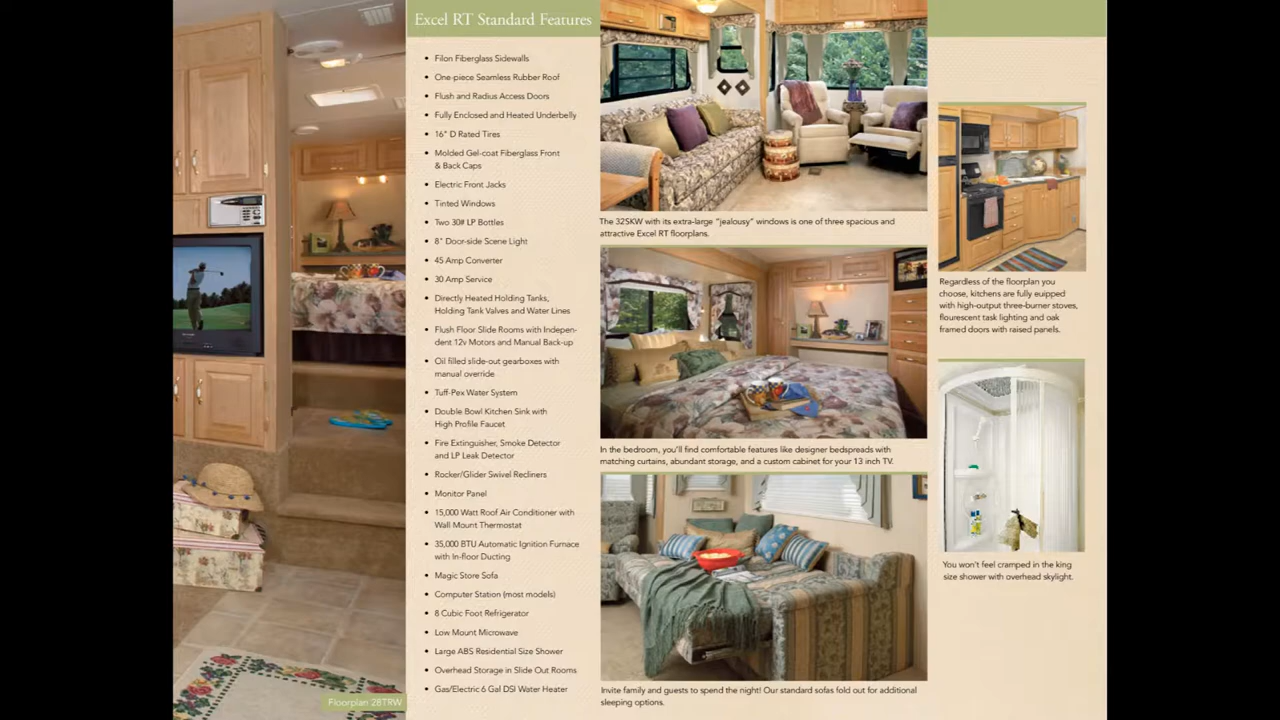 Excel RT Standard Features
• Filon Fiberglass Sidewalls
• One-piece Seamless Rubber Roof
• Flush and Radius Access Doors
• Fully Enclosed and Heated Underbelly
• 16" D Rated Tires
• Molded Gel-coat Fiberglass Front
& Back Caps
• Electric Front Jacks
• Tinted Windows
• Two 30# LP Bottles
• 8" Door-side Scene Light
• 45 Amp Converter
• 30 Amp Service
• Directly Heated Holding Tanks,
Holding Tank Valves and Water Lines
• Flush Floor Slide Rooms with Indepen-
dent 12v Motors and Manual Back-up
• Oil filled slide-out gearboxes with
manual override
• Tuff-Pex Water System
• Double Bowl Kitchen Sink with
High Profile Faucet
• Fire Extinguisher, Smoke Detector
and LP Leak Detector
• Rocker/Glider Swivel Recliners
• Monitor Panel
• 15,000 Watt Roof Air Conditioner with
Wall Mount Thermostat
• 35,000 BTU Automatic Ignition Furnace
with In-floor Ducting
• Magic Store Sofa
• Computer Station (most models)
• 8 Cubic Foot Refrigerator
• Low Mount Microwave
• Large ABS Residential Size Shower
• Overhead Storage in Slide Out Rooms
• Gas/Electric 6 Gal DSI Water Heater
Floorplan 28TRW
The 32SKW with its extra-large "jealousy" windows is one of three spacious and
attractive Excel RT floorplans.
In the bedroom, you'll find comfortable features like designer bedspreads with
matching curtains, abundant storage, and a custom cabinet for your 13 inch TV.
Invite family and guests to spend the night! Our standard sofas fold out for additional
sleeping options.
Regardless of the floorplan you
choose, kitchens are fully euipped
with high-output three-burner stoves,
flourescent task lighting and oak
framed doors with raised panels.
You won't feel cramped in the king
size shower with overhead skylight.